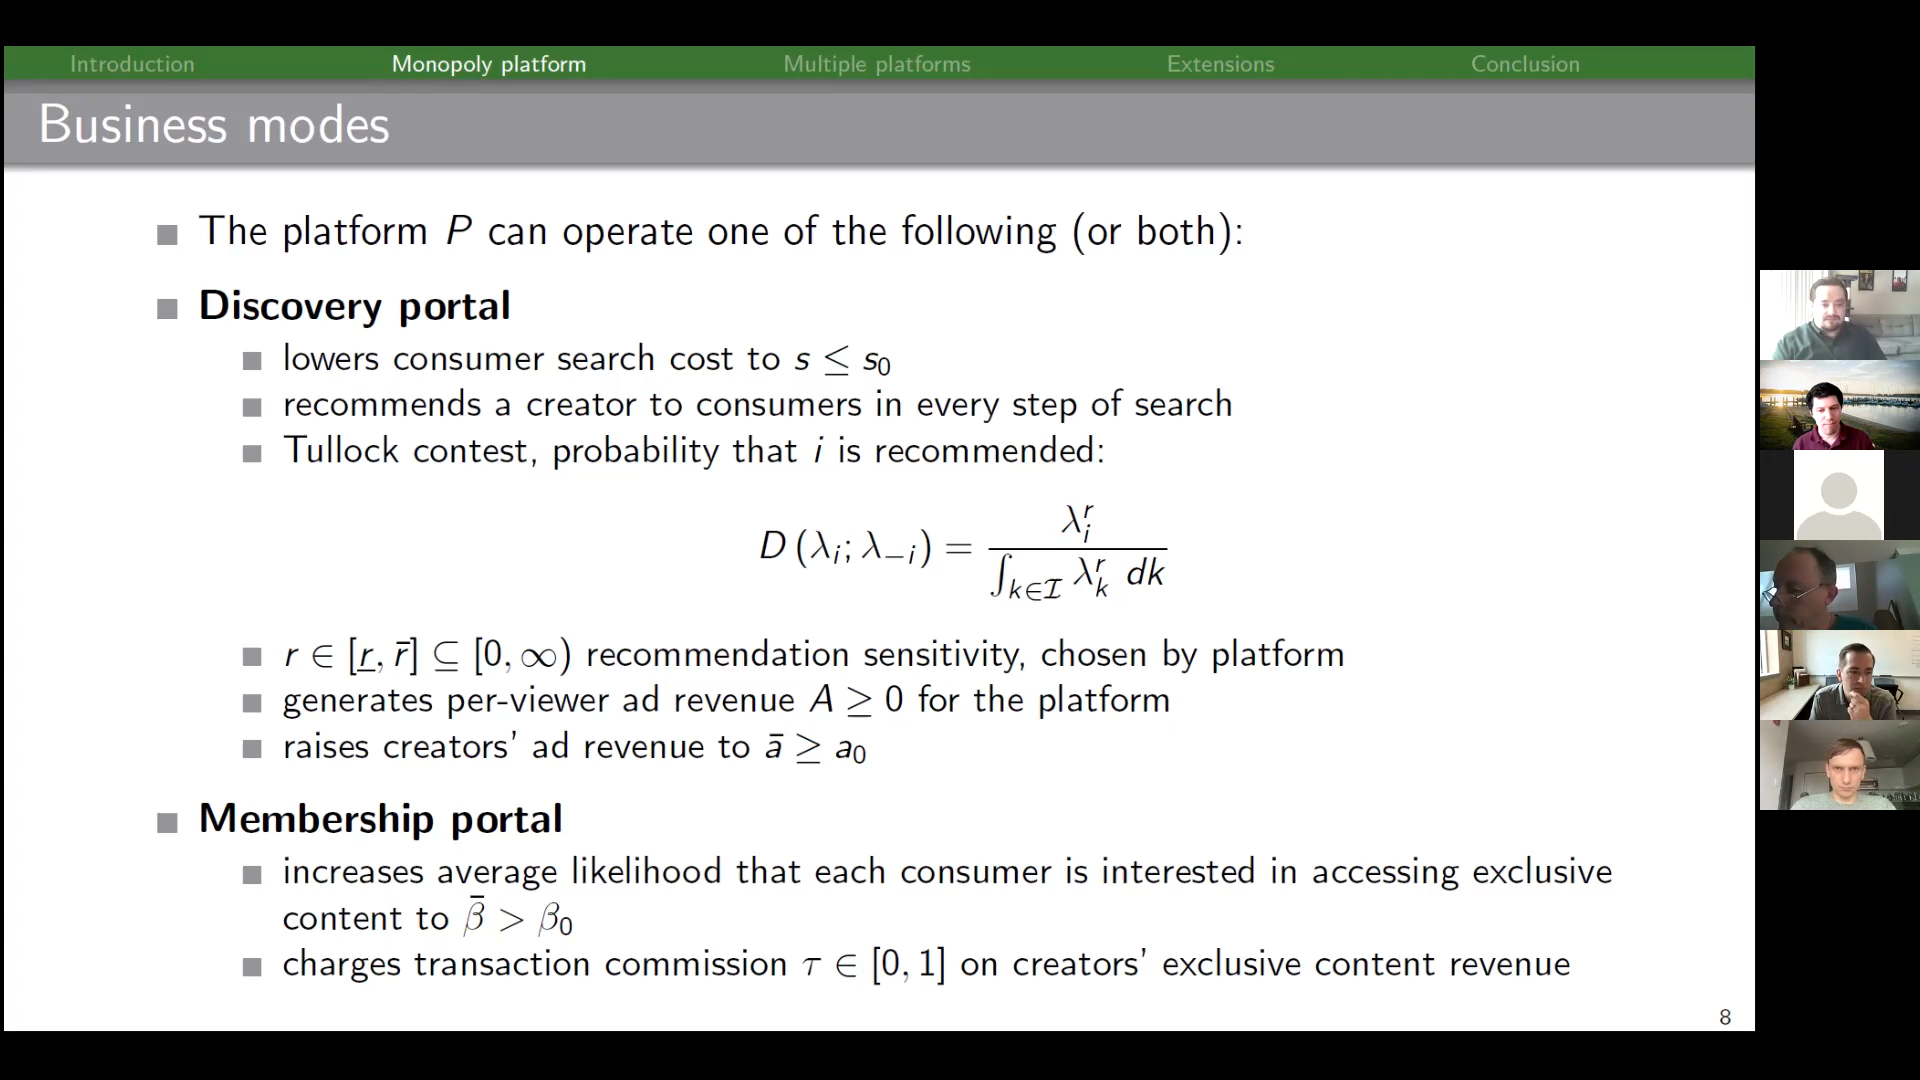 Introduction Monopoly platform Multiple platforms Extensions Conclusion
Business modes
The platform P can operate one of the following (or both):
Discovery portal
lowers consumer search cost to s ≤ s₀
recommends a creator to consumers in every step of search
Tullock contest, probability that i is recommended:
D (λᵢ; λ₋ᵢ) = λᵢʳ / ∫_{k∈ℐ} λₖʳ dk
r ∈ [r̲, r̄] ⊆ [0, ∞) recommendation sensitivity, chosen by platform
generates per-viewer ad revenue A ≥ 0 for the platform
raises creators' ad revenue to ā ≥ a₀
Membership portal
increases average likelihood that each consumer is interested in accessing exclusive
content to β̄ > β₀
charges transaction commission τ ∈ [0, 1] on creators' exclusive content revenue
8